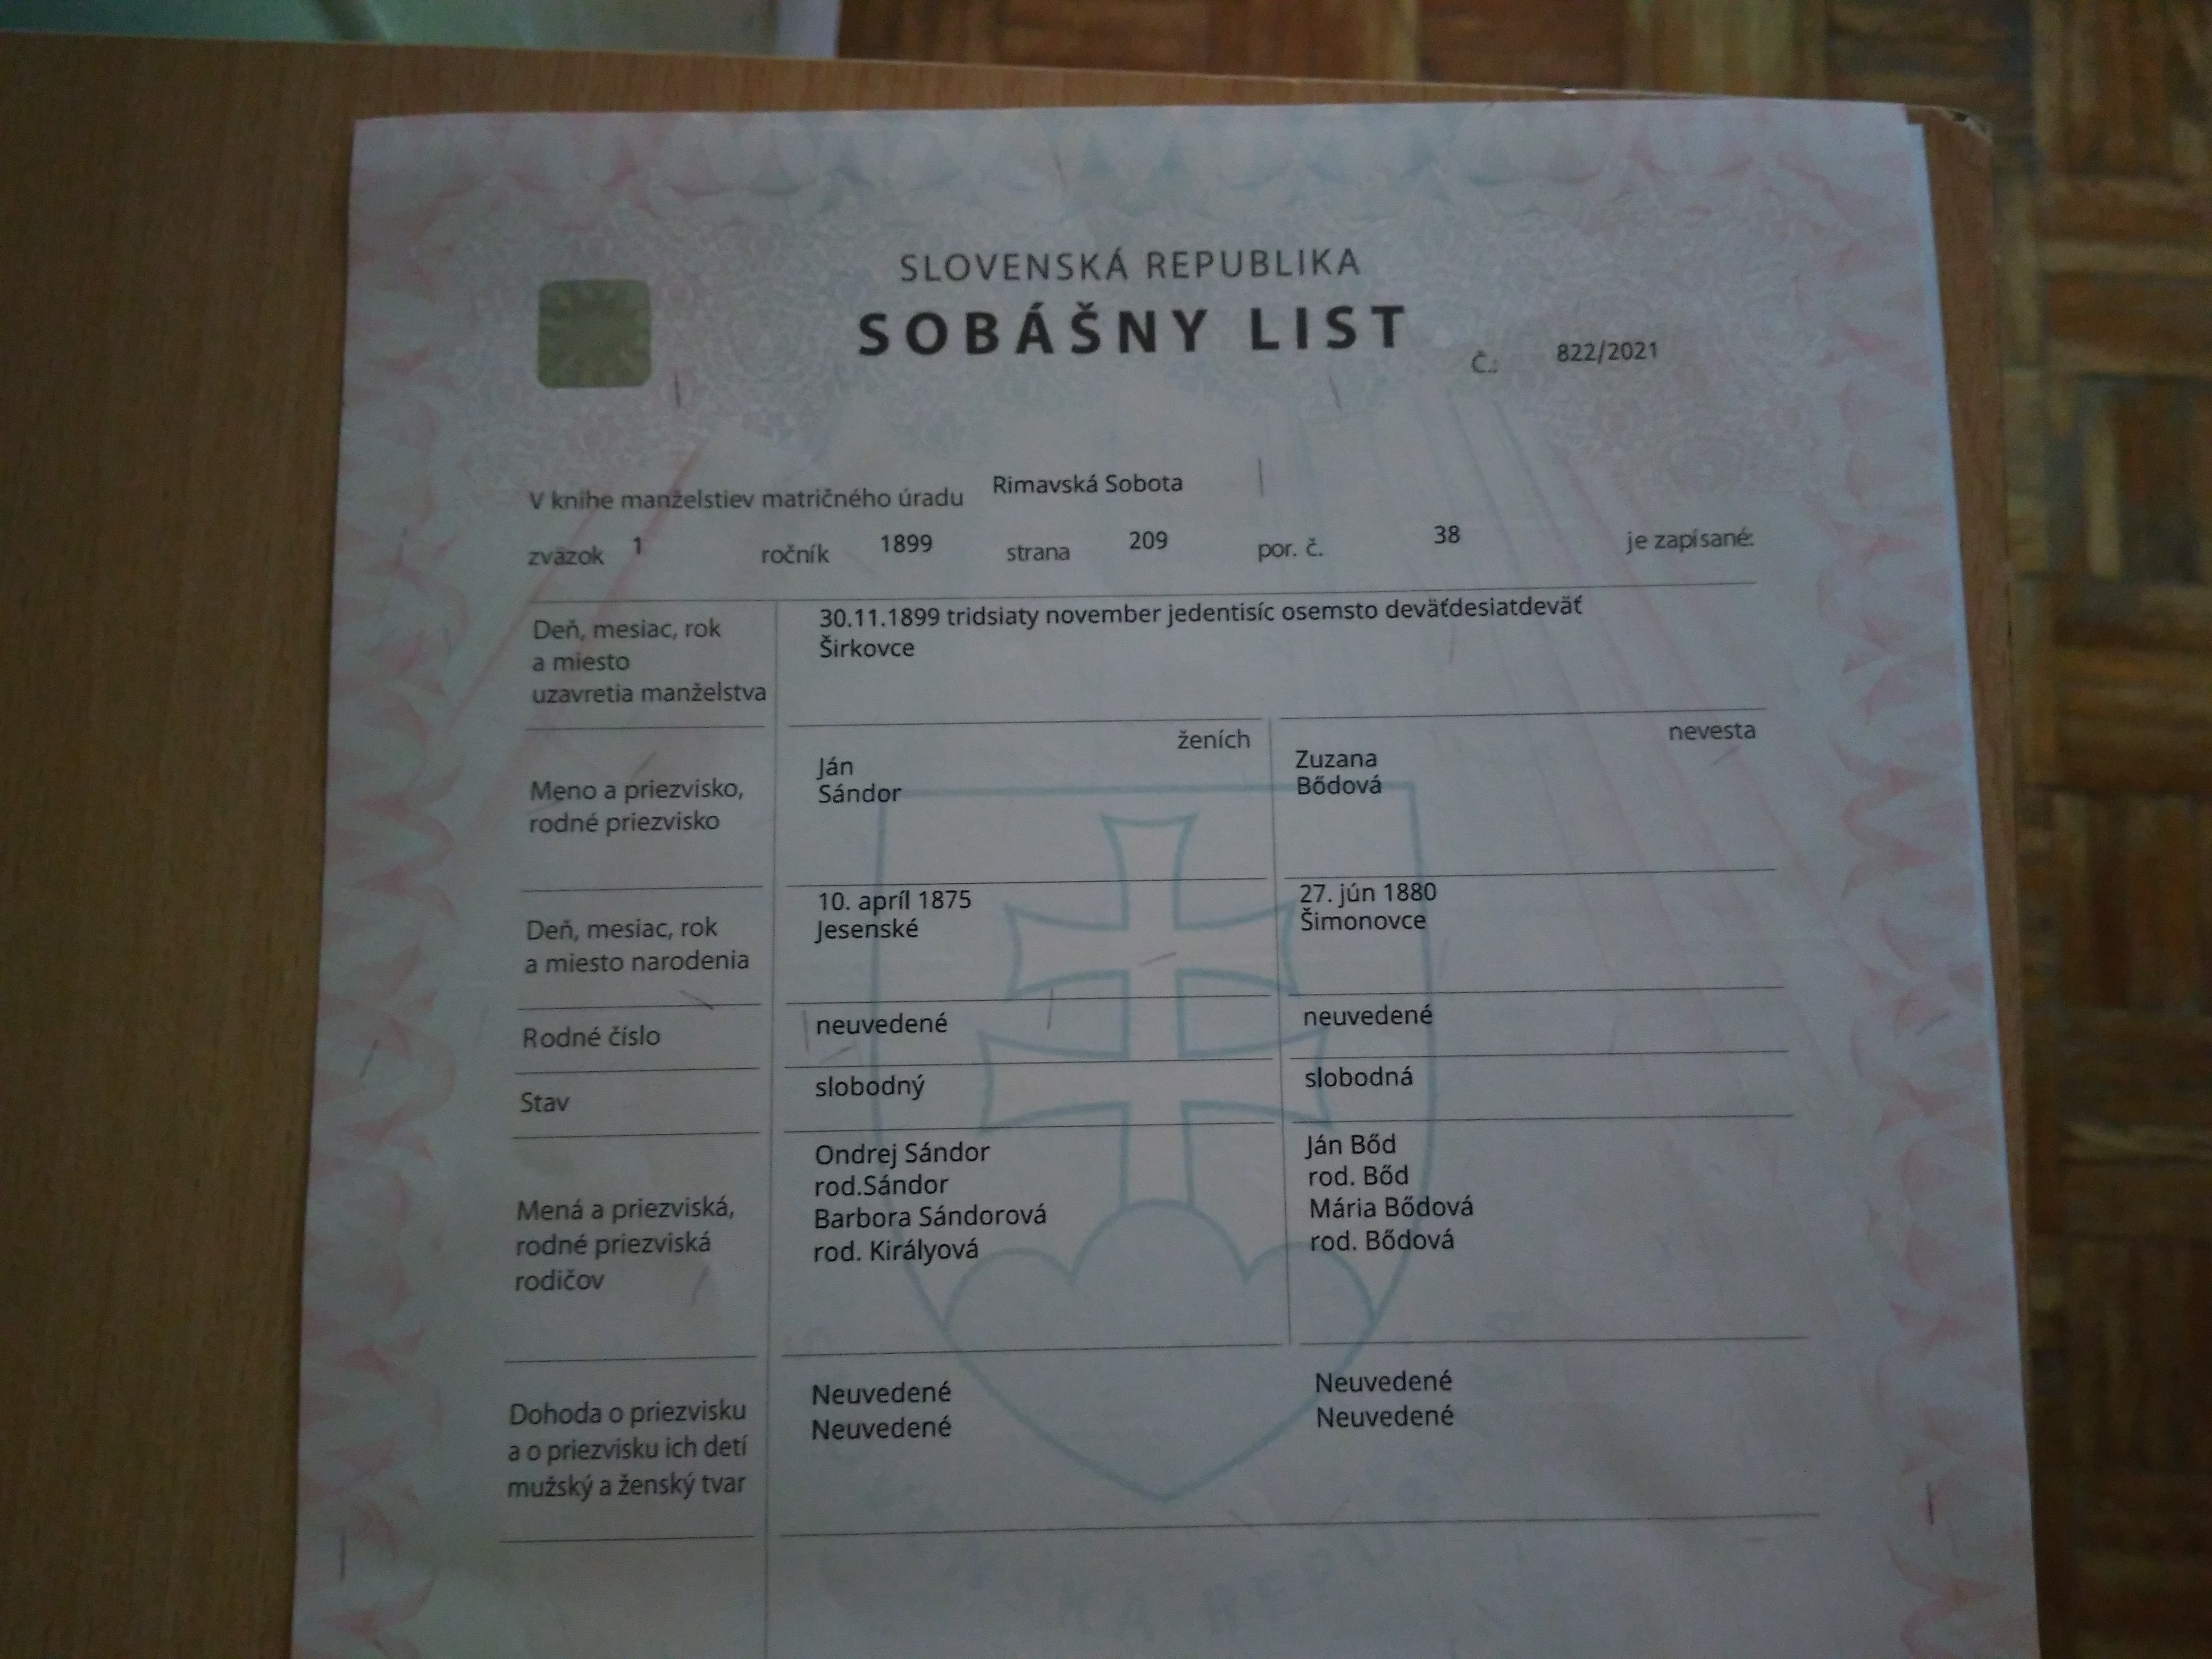 SLOVENSKÁ REPUBLIKA
SOBÁŠNY LIST
Č.: 822/2021
V knihe manželstiev matričného úradu Rimavská Sobota
zväzok 1 ročník 1899 strana 209 por. č. 38 je zapísané:
Deň, mesiac, rok
a miesto
uzavretia manželstva
30.11.1899 tridsiaty november jedentisíc osemsto deväťdesiatdeväť
Širkovce
ženích
nevesta
Meno a priezvisko,
rodné priezvisko
Ján
Sándor
Zuzana
Bődová
Deň, mesiac, rok
a miesto narodenia
10. apríl 1875
Jesenské
27. jún 1880
Šimonovce
Rodné číslo
neuvedené
neuvedené
Stav
slobodný
slobodná
Mená a priezviská,
rodné priezviská
rodičov
Ondrej Sándor
rod.Sándor
Barbora Sándorová
rod. Királyová
Ján Bőd
rod. Bőd
Mária Bődová
rod. Bődová
Dohoda o priezvisku
a o priezvisku ich detí
mužský a ženský tvar
Neuvedené
Neuvedené
Neuvedené
Neuvedené